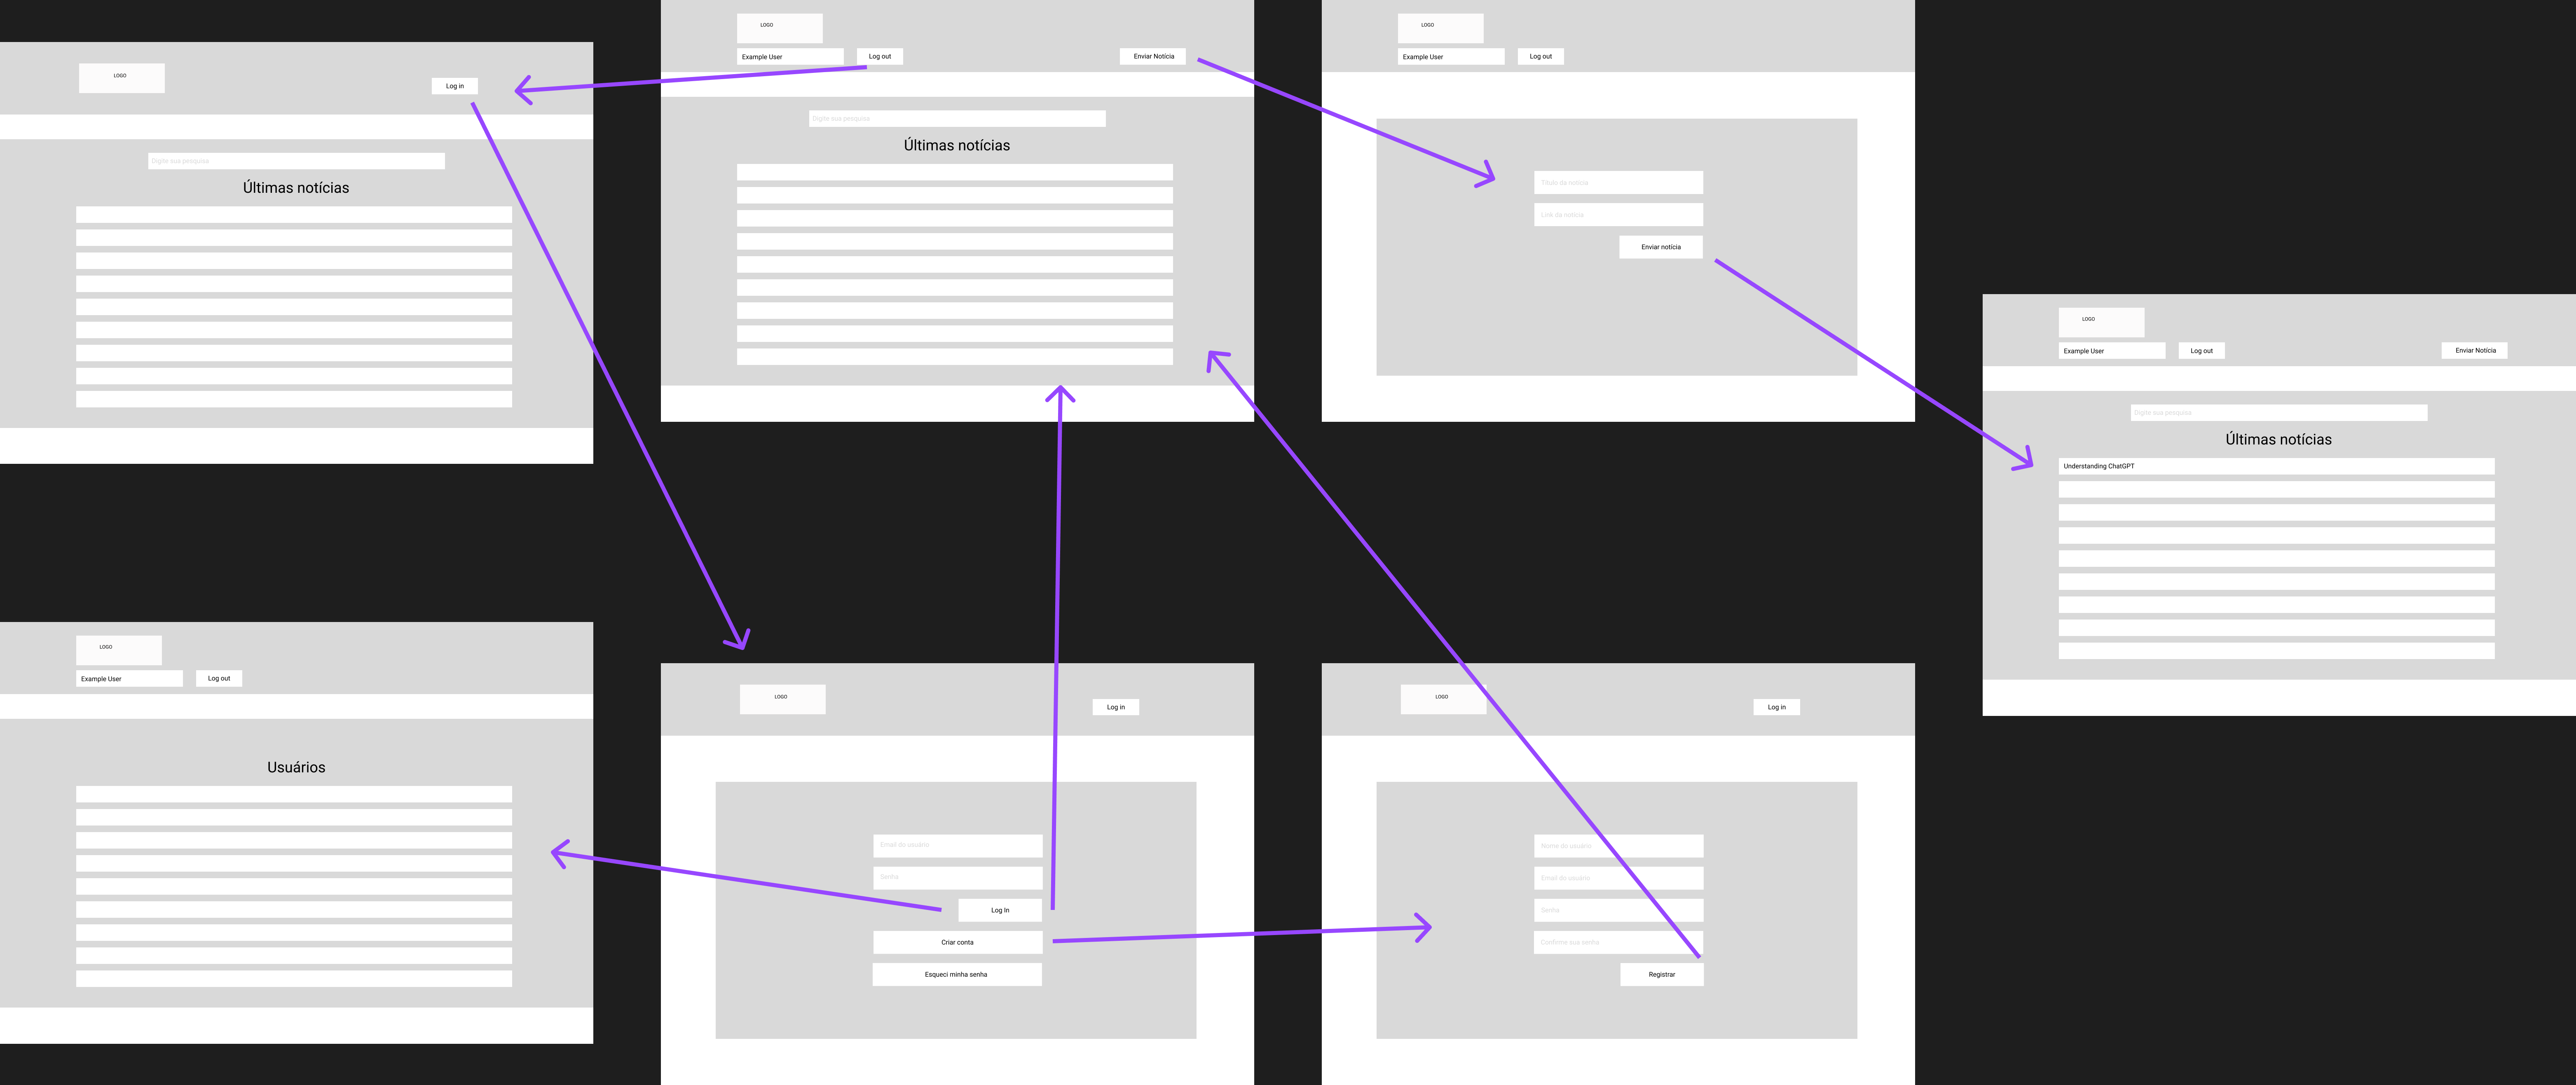 LOGO
Log in
Digite sua pesquisa
Últimas notícias
LOGO
Example User
Log out
Enviar Notícia
Digite sua pesquisa
Últimas notícias
LOGO
Example User
Log out
Título da notícia
Link da notícia
Enviar notícia
LOGO
Example User
Log out
Enviar Notícia
Digite sua pesquisa
Últimas notícias
Understanding ChatGPT
LOGO
Example User
Log out
Usuários
LOGO
Log in
Email do usuário
Senha
Log In
Criar conta
Esqueci minha senha
LOGO
Log in
Nome do usuário
Email do usuário
Senha
Confirme sua senha
Registrar